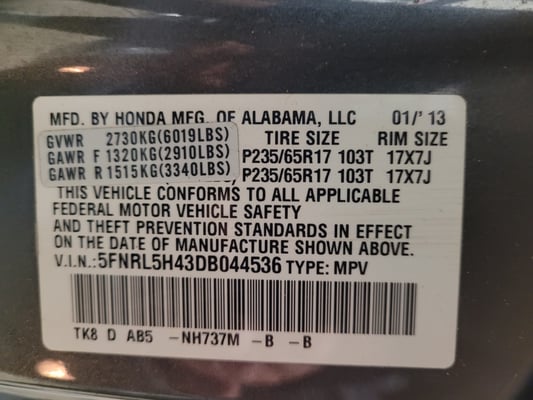 MFD. BY HONDA MFG. OF ALABAMA, LLC 01/'13
GVWR 2730KG(6019LBS) TIRE SIZE RIM SIZE
GAWR F 1320KG(2910LBS) P235/65R17 103T 17X7J
GAWR R 1515KG(3340LBS) P235/65R17 103T 17X7J
THIS VEHICLE CONFORMS TO ALL APPLICABLE
FEDERAL MOTOR VEHICLE SAFETY
AND THEFT PREVENTION STANDARDS IN EFFECT
ON THE DATE OF MANUFACTURE SHOWN ABOVE.
V.I.N.: 5FNRL5H43DB044536 TYPE: MPV
TK8 D AB5 -NH737M -B -B